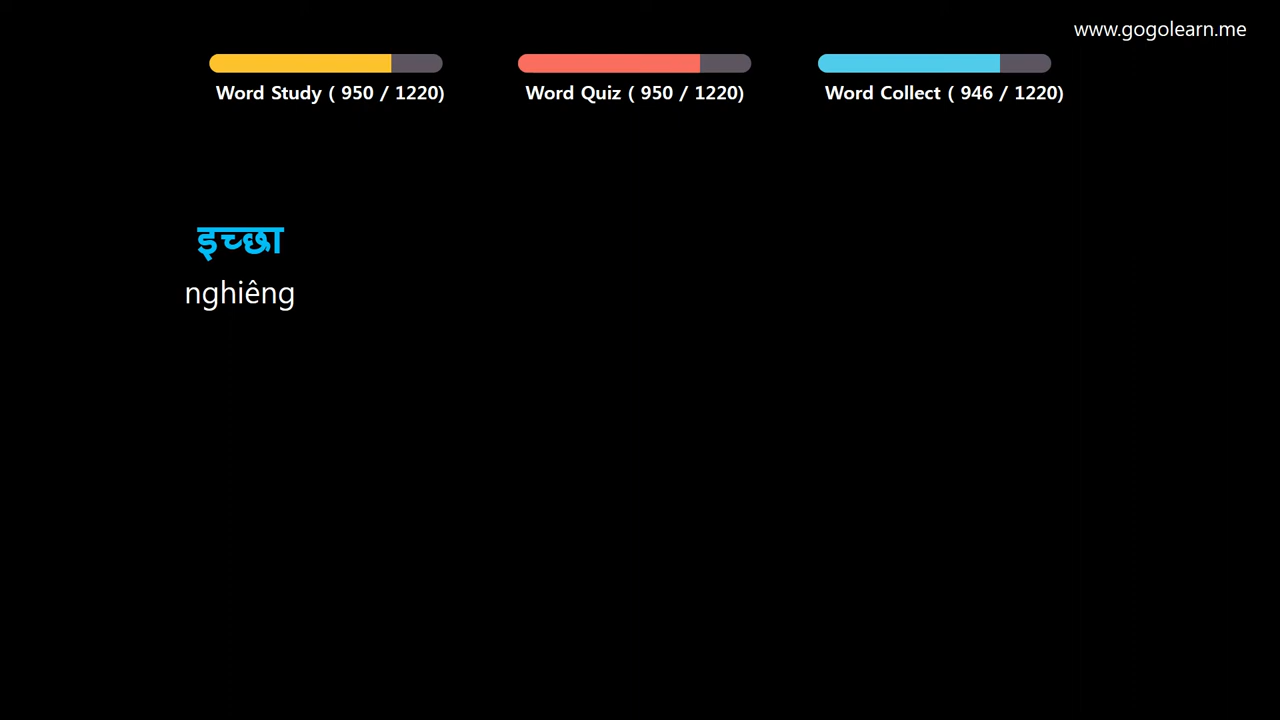 www.gogolearn.me
Word Study ( 950 / 1220)
Word Quiz ( 950 / 1220)
Word Collect ( 946 / 1220)
इच्छा
nghiêng